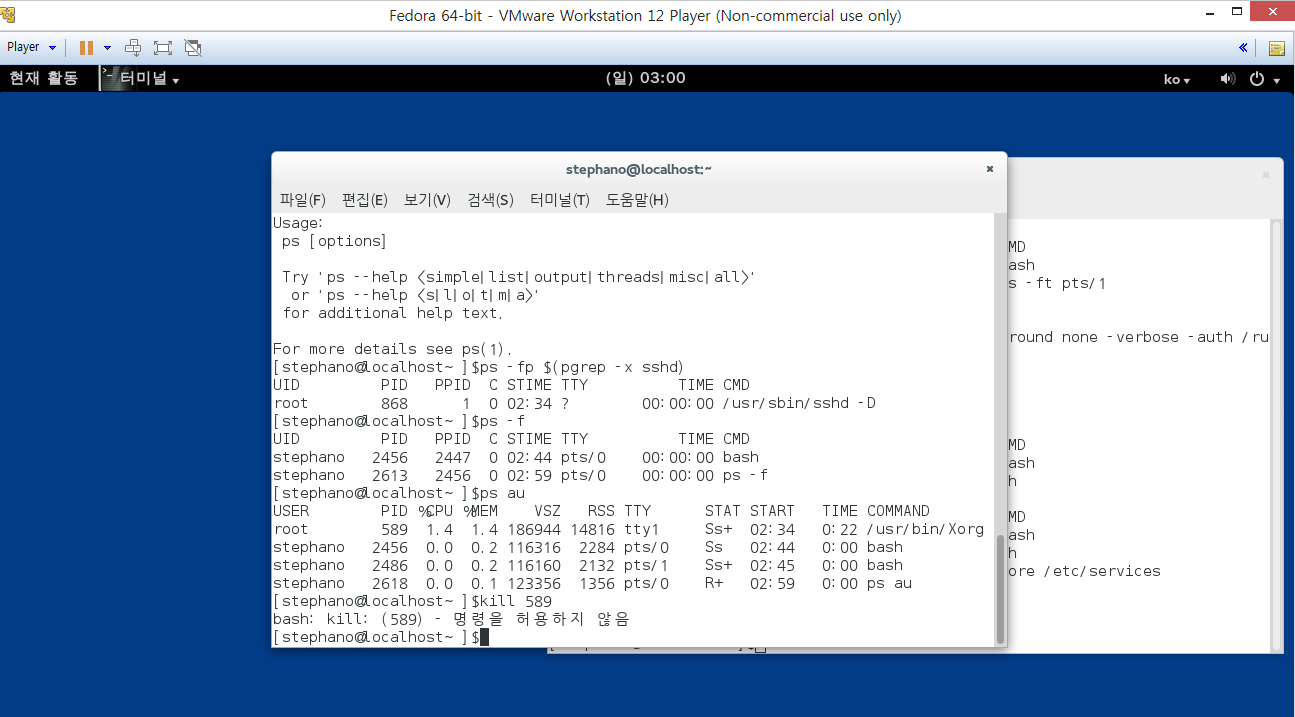 Fedora 64-bit - VMware Workstation 12 Player (Non-commercial use only)
Player
현재 활동
터미널
(일) 03:00
ko
stephano@localhost:~
파일(F) 편집(E) 보기(V) 검색(S) 터미널(T) 도움말(H)
Usage:
ps [options]
Try 'ps --help <simple|list|output|threads|misc|all>'
or 'ps --help <s|l|o|t|m|a>'
for additional help text.
For more details see ps(1).
[stephano@localhost~ ]$ps -fp $(pgrep -x sshd)
UID PID PPID C STIME TTY TIME CMD
root 868 1 0 02:34 ? 00:00:00 /usr/sbin/sshd -D
[stephano@localhost~ ]$ps -f
UID PID PPID C STIME TTY TIME CMD
stephano 2456 2447 0 02:44 pts/0 00:00:00 bash
stephano 2613 2456 0 02:59 pts/0 00:00:00 ps -f
[stephano@localhost~ ]$ps au
USER PID %CPU %MEM VSZ RSS TTY STAT START TIME COMMAND
root 589 1.4 1.4 186944 14816 tty1 Ss+ 02:34 0:22 /usr/bin/Xorg
stephano 2456 0.0 0.2 116316 2284 pts/0 Ss 02:44 0:00 bash
stephano 2486 0.0 0.2 116160 2132 pts/1 Ss+ 02:45 0:00 bash
stephano 2618 0.0 0.1 123356 1356 pts/0 R+ 02:59 0:00 ps au
[stephano@localhost~ ]$kill 589
bash: kill: (589) - 명령을 허용하지 않음
[stephano@localhost~ ]$
MD
ash
s -ft pts/1
round none -verbose -auth /ru
MD
ash
h
MD
ash
h
ore /etc/services